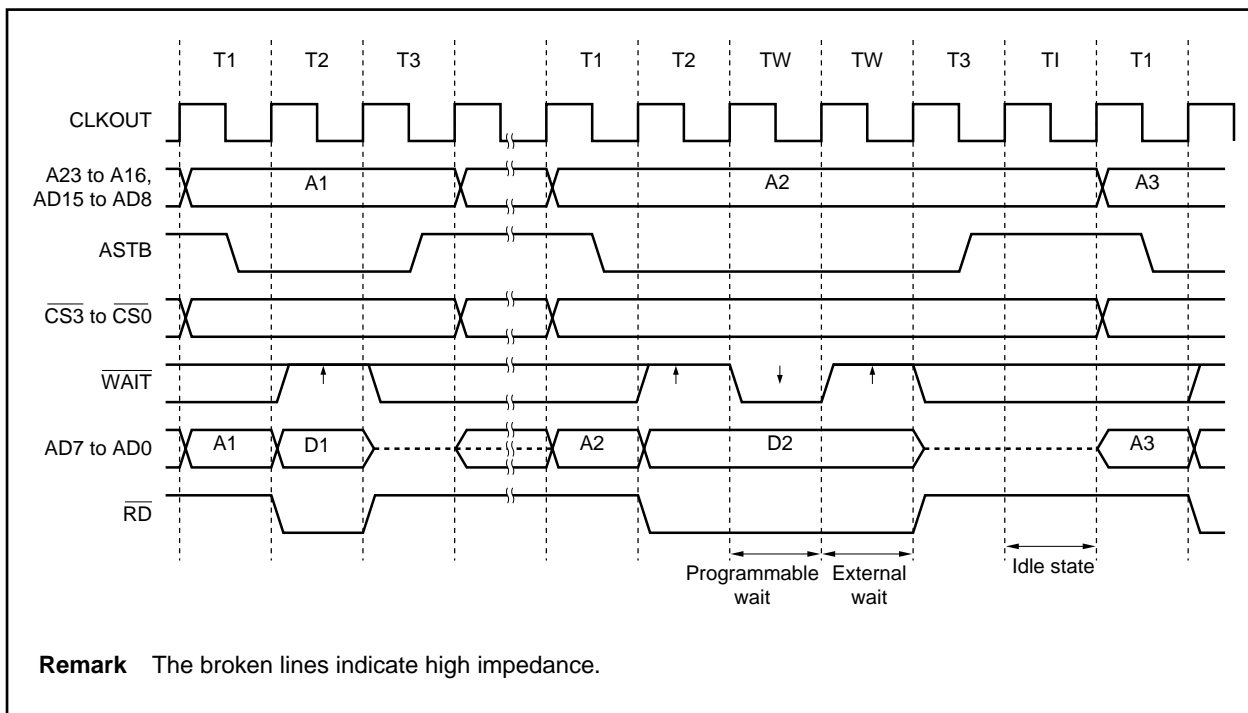 T1 T2 T3 T1 T2 TW TW T3 TI T1
CLKOUT
A23 to A16,
AD15 to AD8
A1 A2 A3
ASTB
CS3 to CS0
WAIT
AD7 to AD0 A1 D1 A2 D2 A3
RD
Programmable
wait
External
wait
Idle state
Remark The broken lines indicate high impedance.